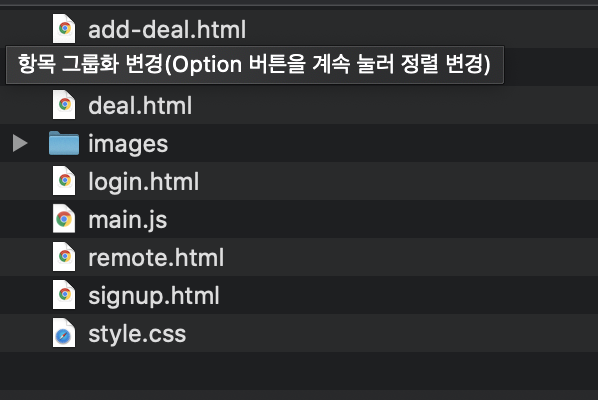 add-deal.html
항목 그룹화 변경(Option 버튼을 계속 눌러 정렬 변경)
deal.html
images
login.html
main.js
remote.html
signup.html
style.css